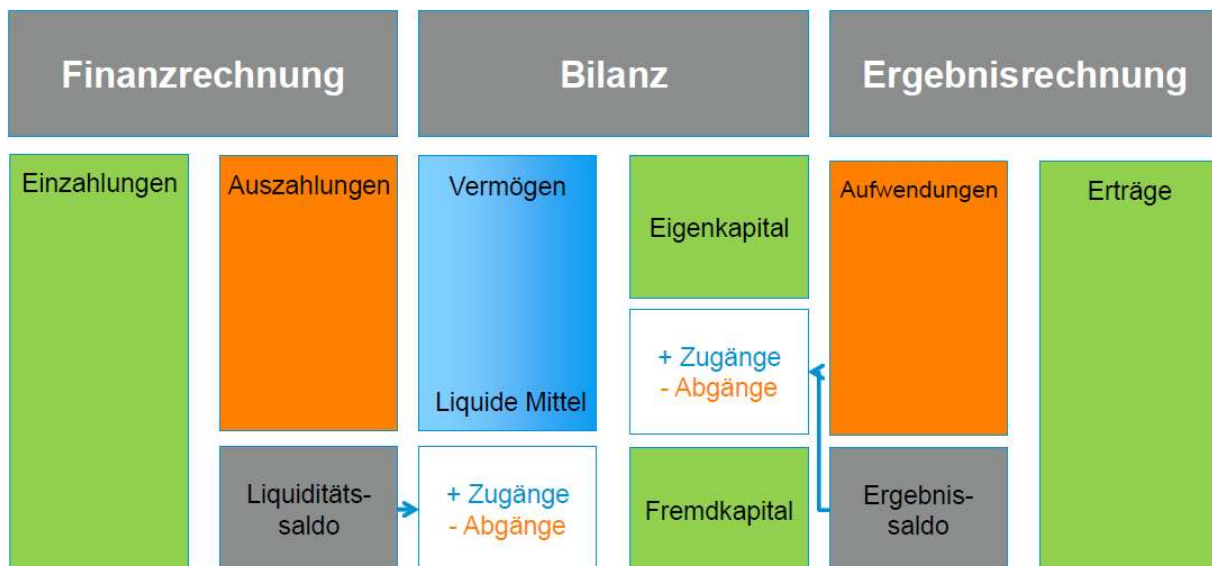 Finanzrechnung
Bilanz
Ergebnisrechnung
Einzahlungen
Auszahlungen
Vermögen
Liquide Mittel
Eigenkapital
Aufwendungen
Erträge
+ Zugänge
- Abgänge
Liquiditäts-
saldo
+ Zugänge
- Abgänge
Fremdkapital
Ergebnis-
saldo